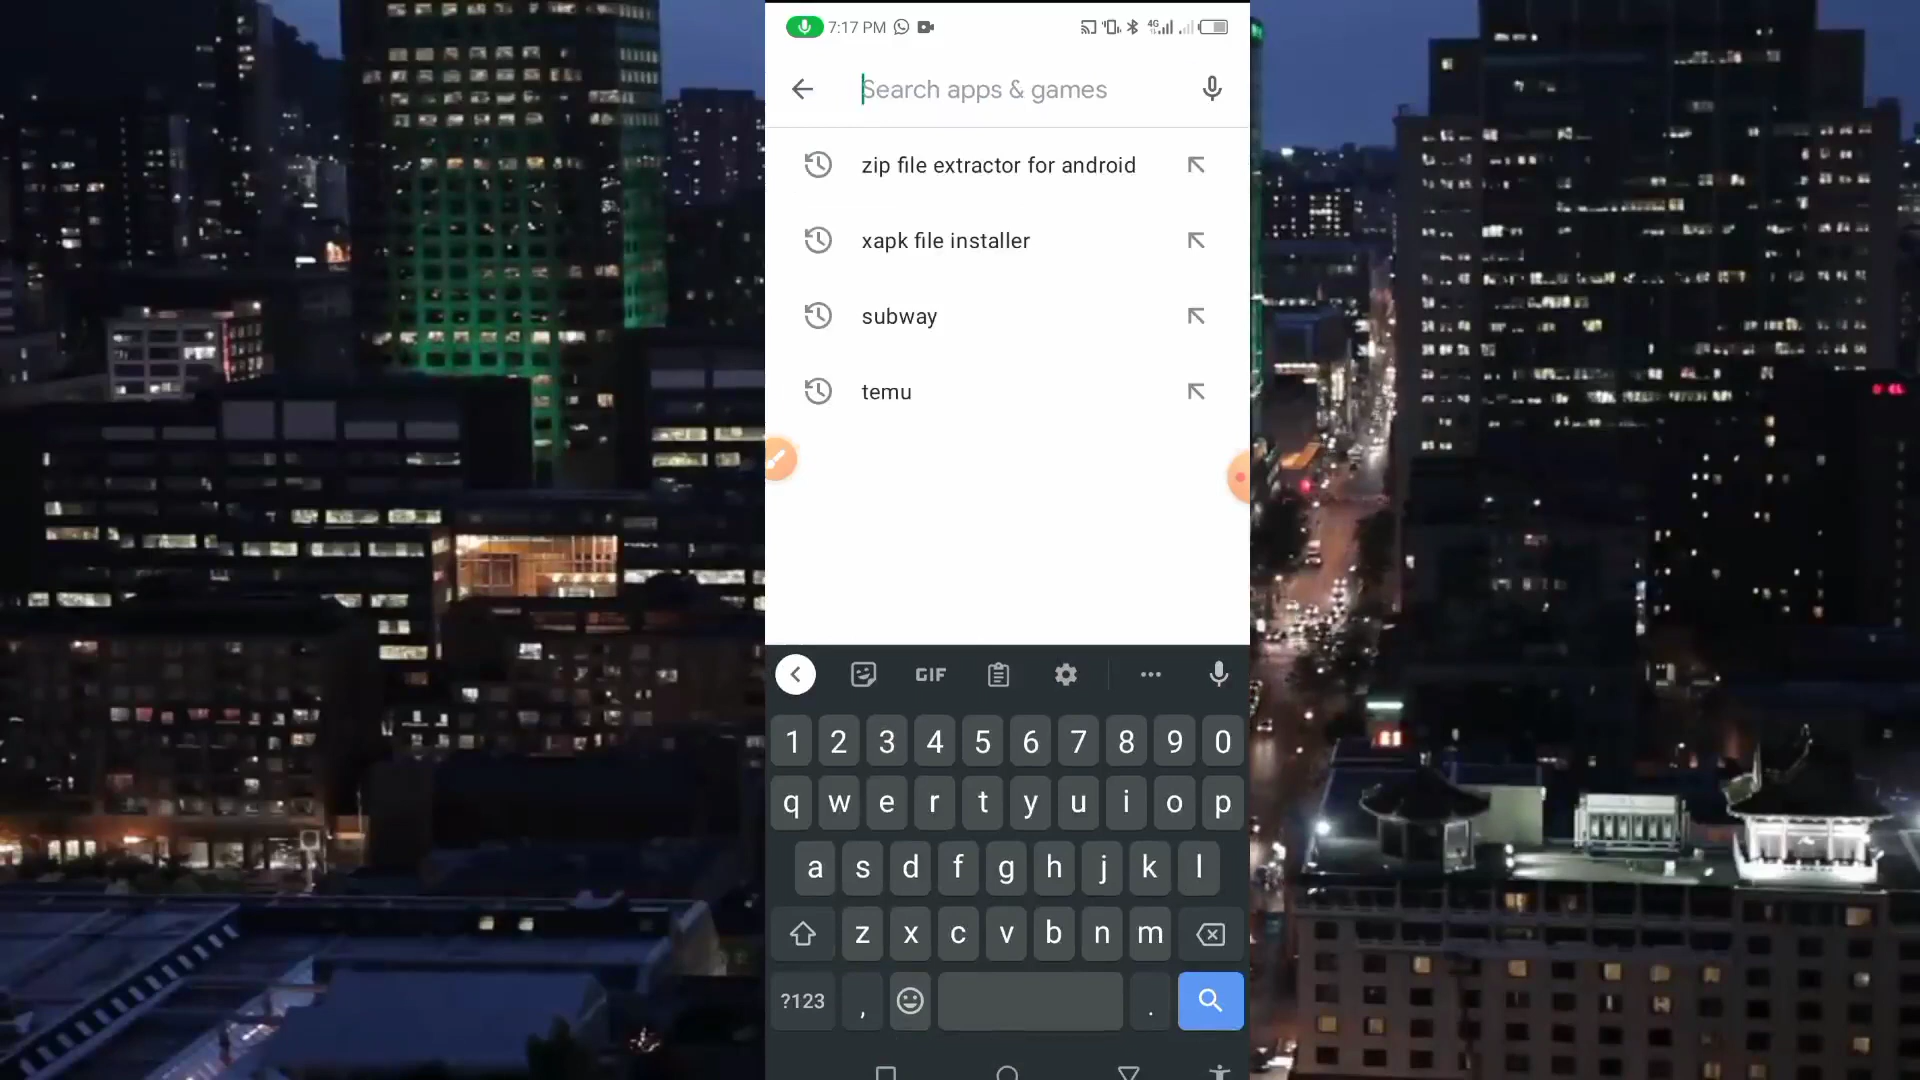 7:17 PM 4G
Search apps & games
zip file extractor for android
xapk file installer
subway
temu
GIF
1 2 3 4 5 6 7 8 9 0
q w e r t y u i o p
a s d f g h j k l
z x c v b n m
?123 , .